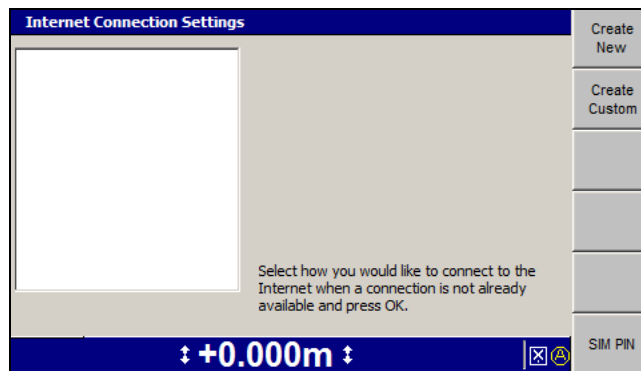 Internet Connection Settings
Create
New
Create
Custom
Select how you would like to connect to the
Internet when a connection is not already
available and press OK.
SIM PIN
↕ +0.000m ↕
A